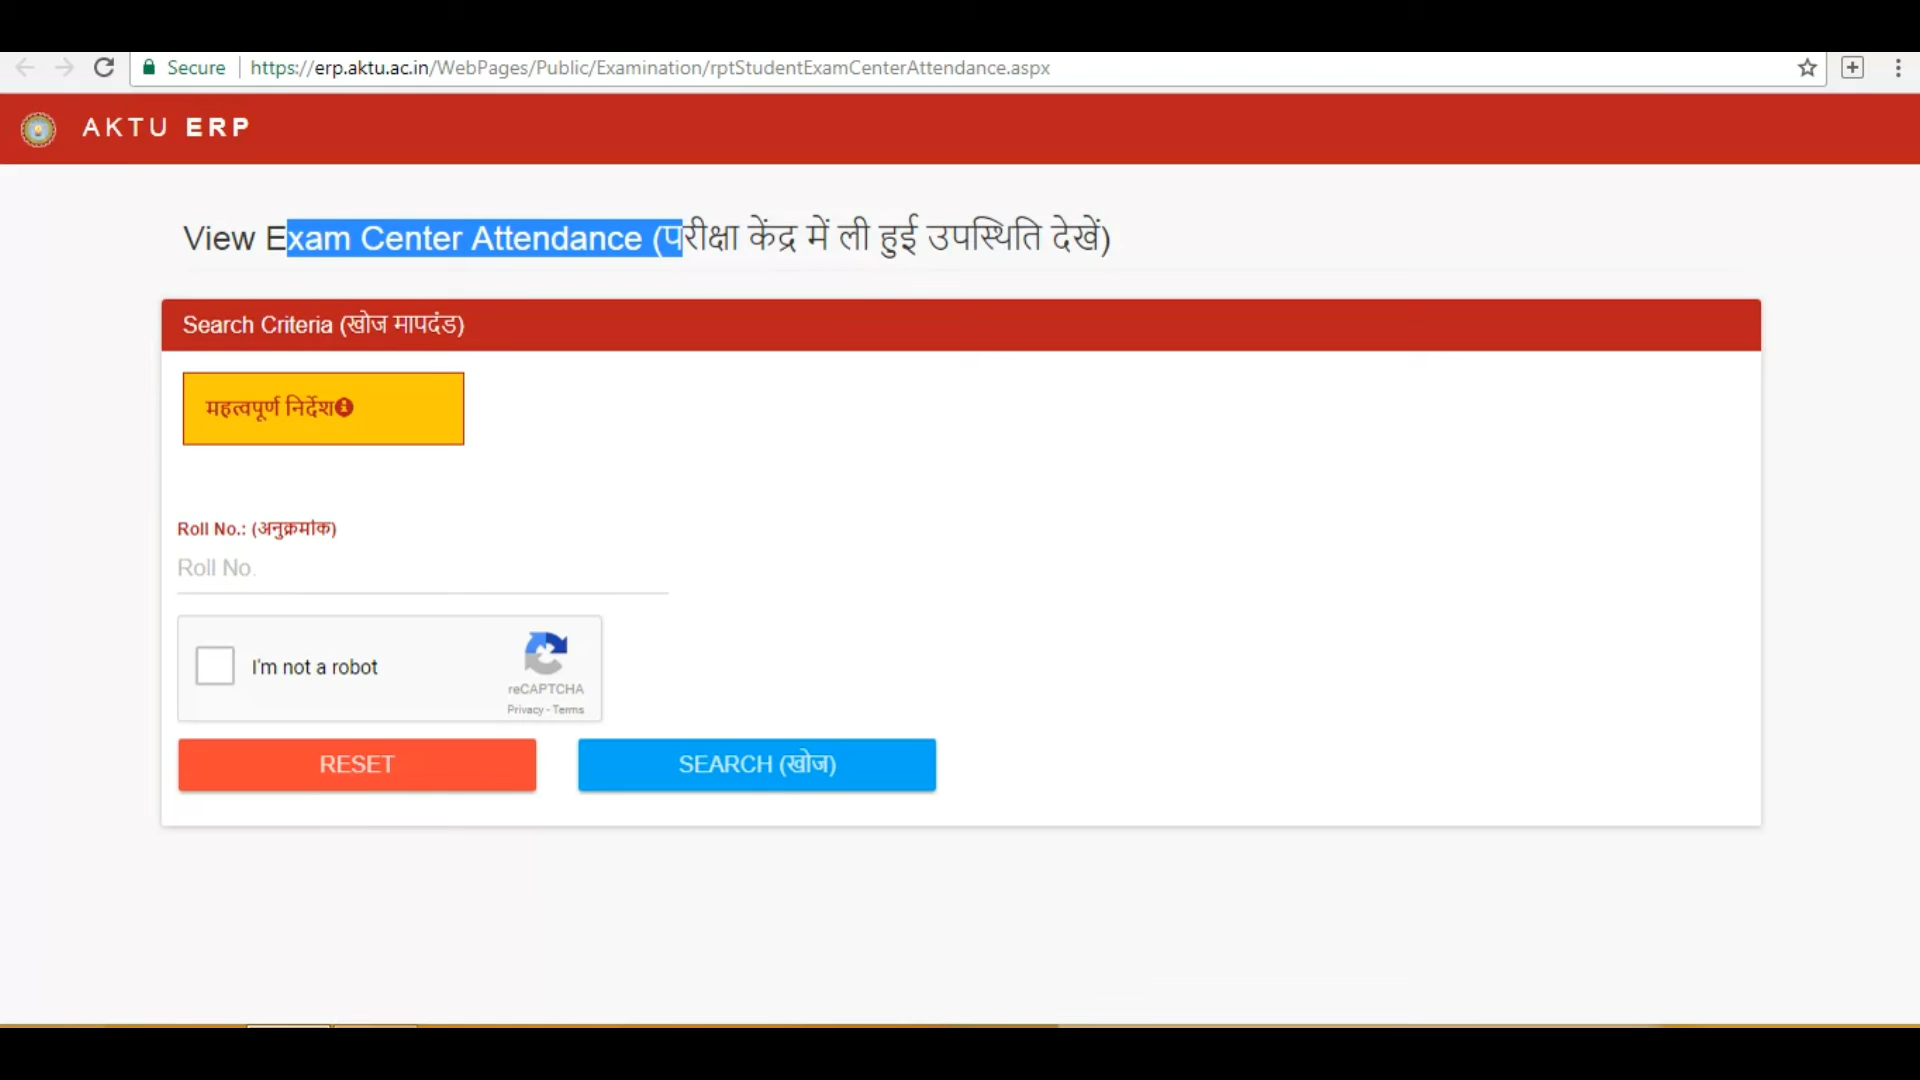 Secure https://erp.aktu.ac.in/WebPages/Public/Examination/rptStudentExamCenterAttendance.aspx
AKTU ERP
View Exam Center Attendance (परीक्षा केंद्र में ली हुई उपस्थिति देखें)
Search Criteria (खोज मापदंड)
महत्वपूर्ण निर्देश
Roll No.: (अनुक्रमांक)
Roll No.
I'm not a robot
reCAPTCHA
Privacy - Terms
RESET SEARCH (खोज)